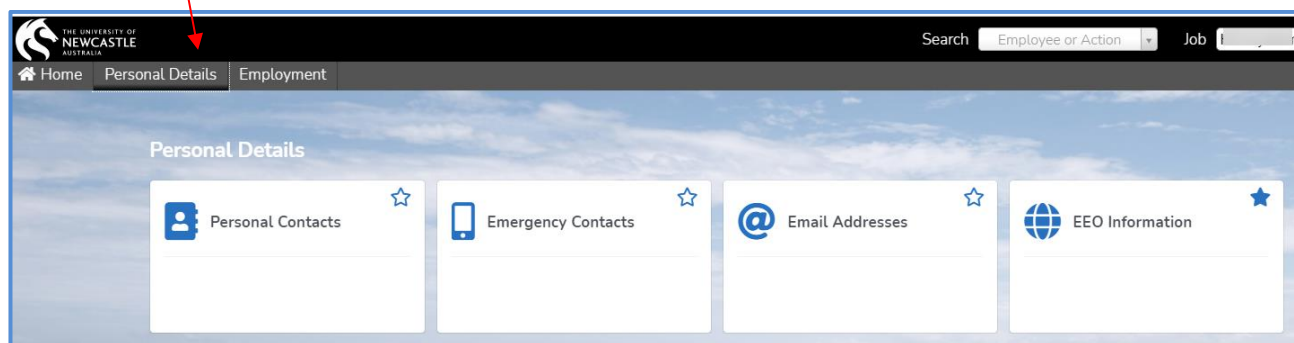 THE UNIVERSITY OF
NEWCASTLE
AUSTRALIA
Search Employee or Action Job
Home Personal Details Employment
Personal Details
Personal Contacts Emergency Contacts Email Addresses EEO Information